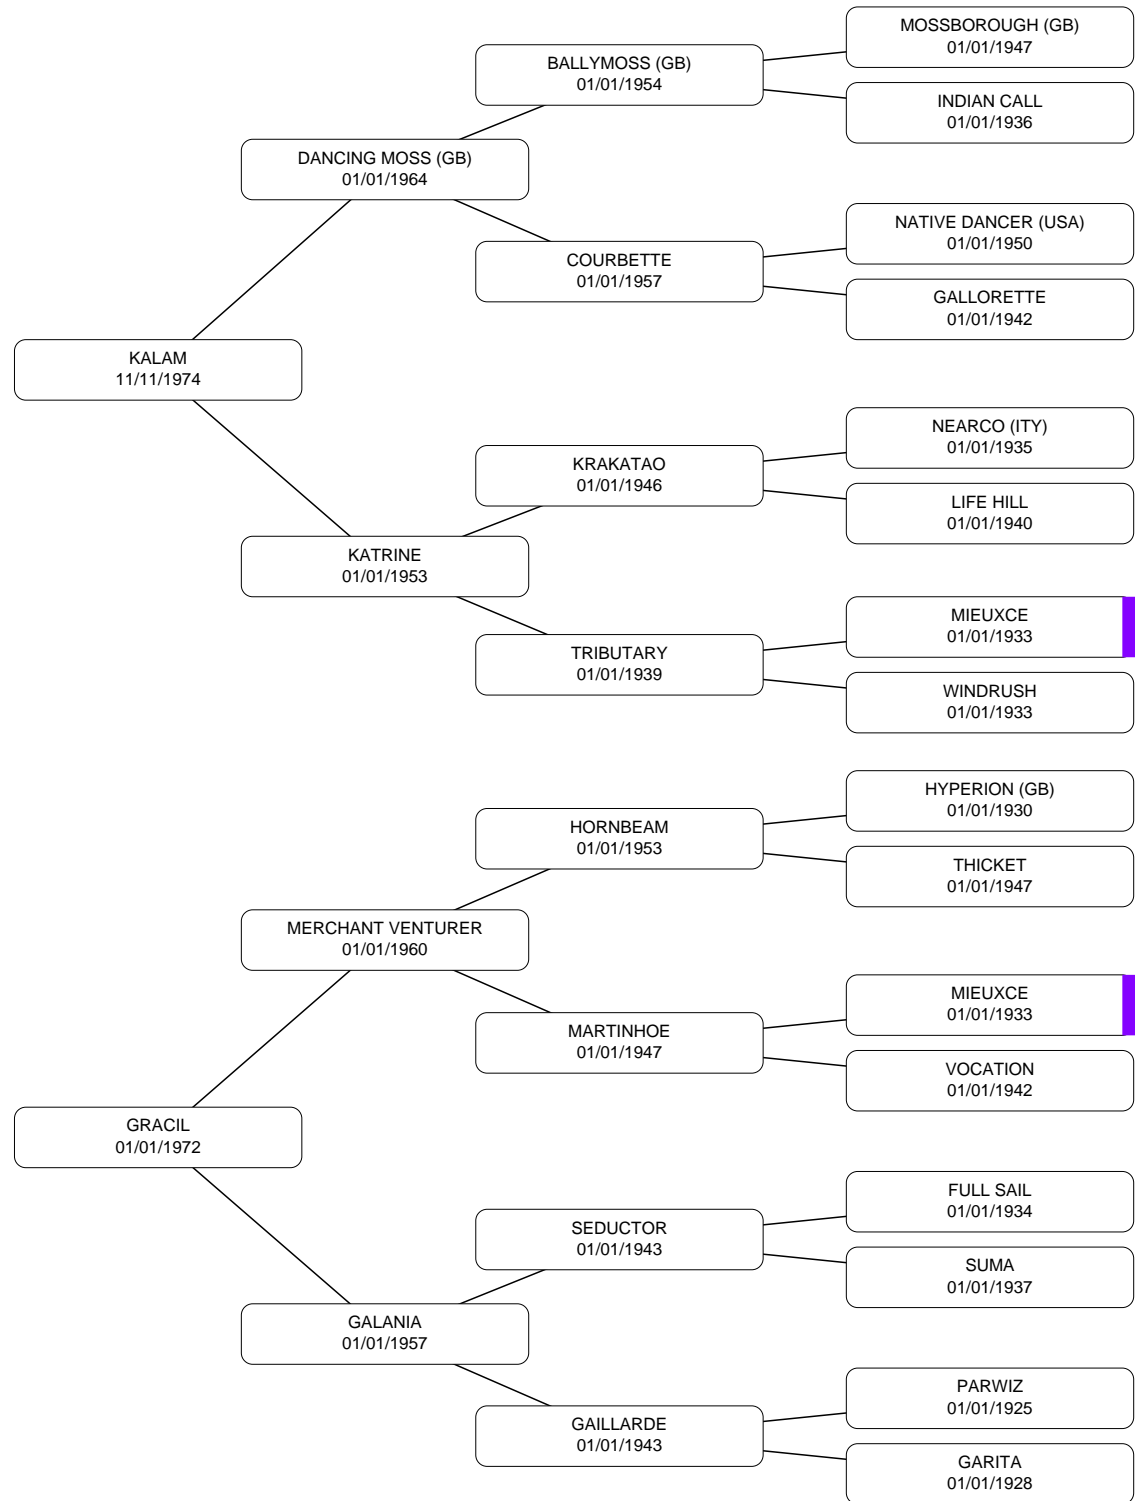 MOSSBOROUGH (GB)
01/01/1947
BALLYMOSS (GB)
01/01/1954
INDIAN CALL
01/01/1936
DANCING MOSS (GB)
01/01/1964
NATIVE DANCER (USA)
01/01/1950
COURBETTE
01/01/1957
GALLORETTE
01/01/1942
KALAM
11/11/1974
NEARCO (ITY)
01/01/1935
KRAKATAO
01/01/1946
LIFE HILL
01/01/1940
KATRINE
01/01/1953
MIEUXCE
01/01/1933
TRIBUTARY
01/01/1939
WINDRUSH
01/01/1933
HYPERION (GB)
01/01/1930
HORNBEAM
01/01/1953
THICKET
01/01/1947
MERCHANT VENTURER
01/01/1960
MIEUXCE
01/01/1933
MARTINHOE
01/01/1947
VOCATION
01/01/1942
GRACIL
01/01/1972
FULL SAIL
01/01/1934
SEDUCTOR
01/01/1943
SUMA
01/01/1937
GALANIA
01/01/1957
PARWIZ
01/01/1925
GAILLARDE
01/01/1943
GARITA
01/01/1928